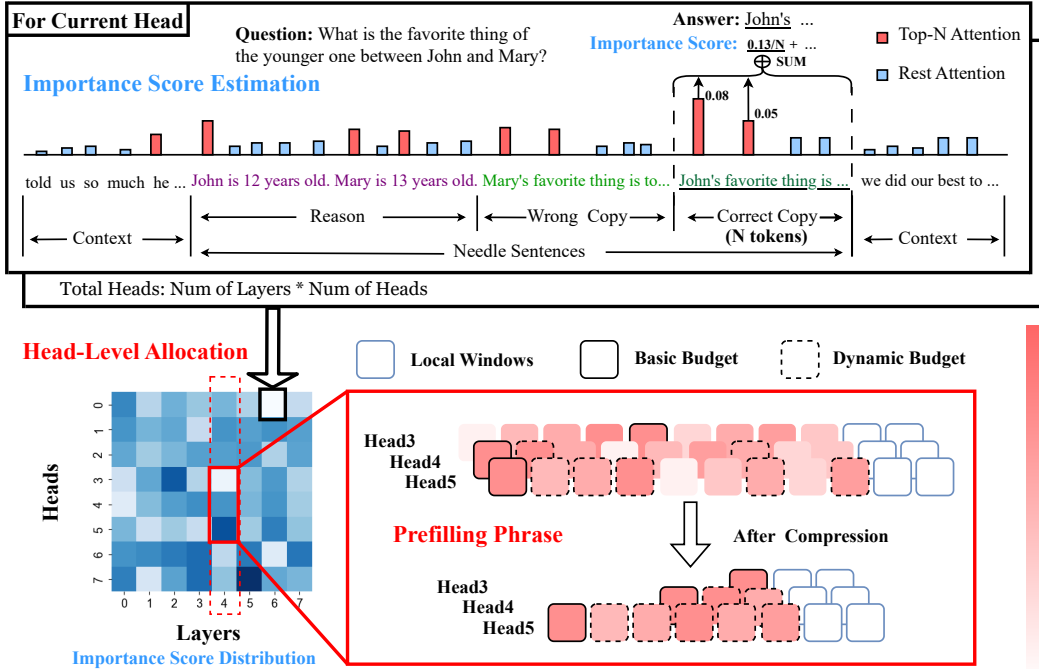 For Current Head
Question: What is the favorite thing of
the younger one between John and Mary?
Answer: John's ...
Importance Score: 0.13/N + ...
SUM
Top-N Attention
Rest Attention
Importance Score Estimation
0.08
0.05
told us so much he ... John is 12 years old. Mary is 13 years old. Mary's favorite thing is to... John's favorite thing is ... we did our best to ...
Reason
Wrong Copy
Correct Copy
(N tokens)
Context
Context
Needle Sentences
Total Heads: Num of Layers * Num of Heads
Head-Level Allocation
Local Windows
Basic Budget
Dynamic Budget
Heads
0
1
2
3
4
5
6
7
0 1 2 3 4 5 6 7
Layers
Importance Score Distribution
Head3
Head4
Head5
Prefilling Phrase
After Compression
Head3
Head4
Head5